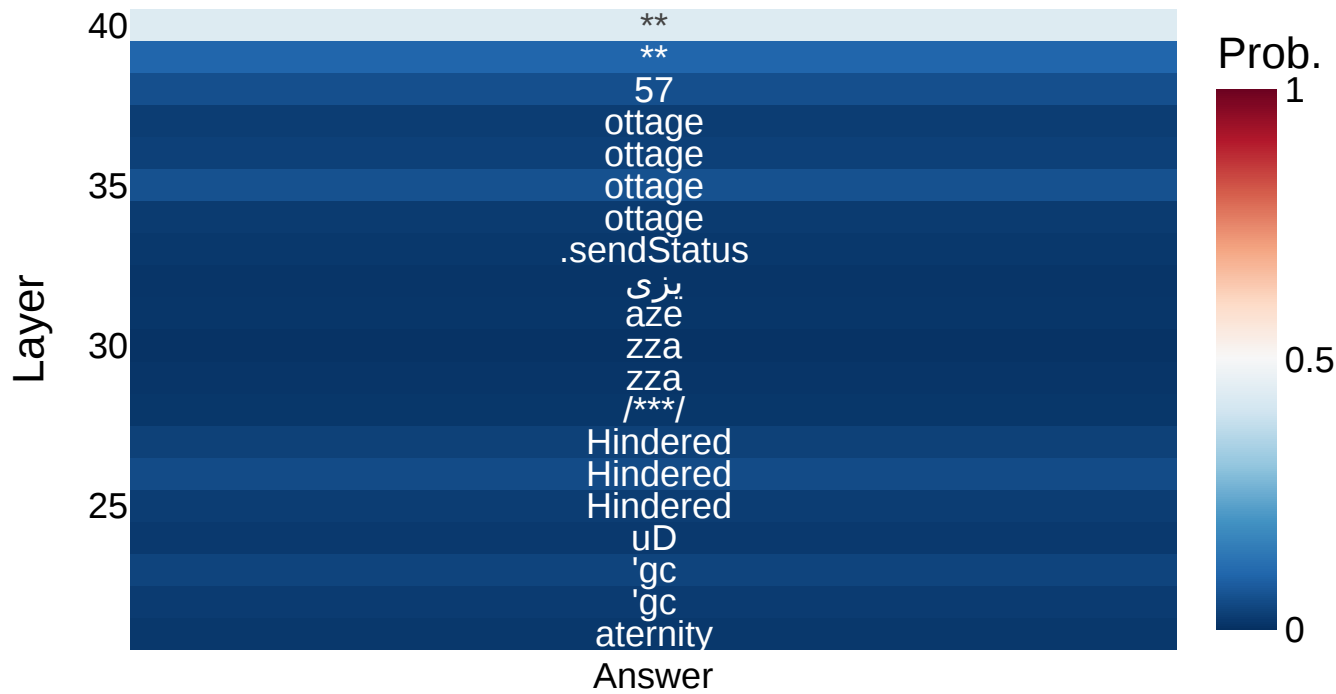 40
**
Prob.
**
1
57
ottage
ottage
35
ottage
ottage
.sendStatus
یزی
Layer
aze
30
zza
0.5
zza
/***/
Hindered
Hindered
25
Hindered
uD
'gc
'gc
aternity
0
Answer